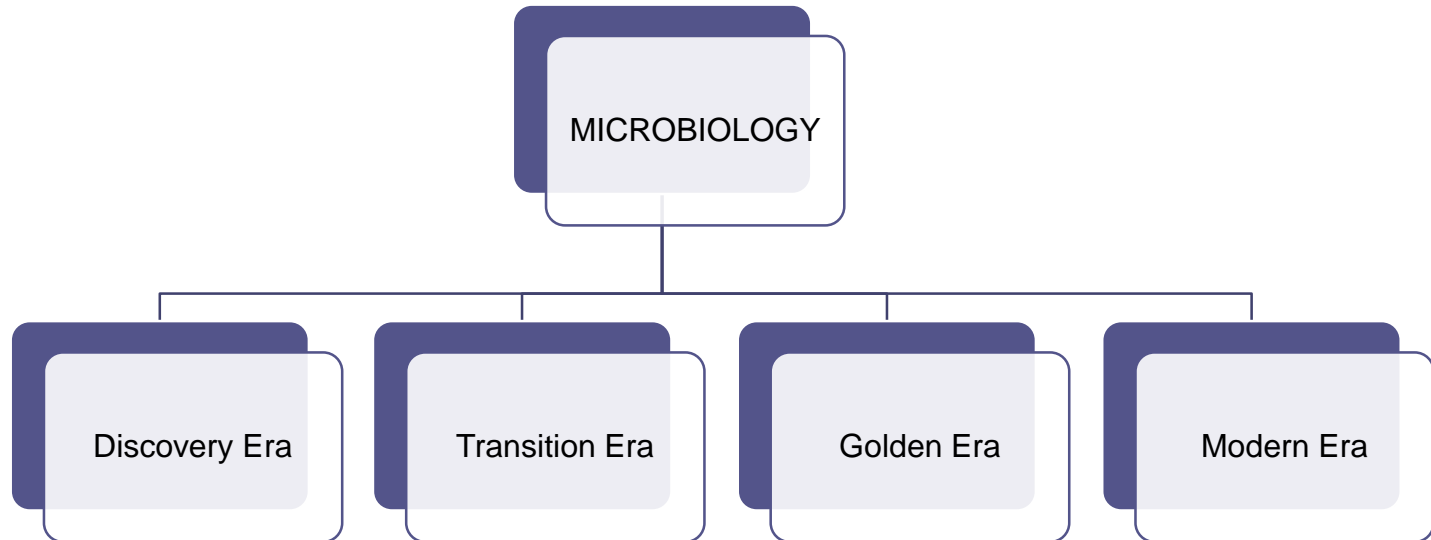 MICROBIOLOGY
Discovery Era
Transition Era
Golden Era
Modern Era